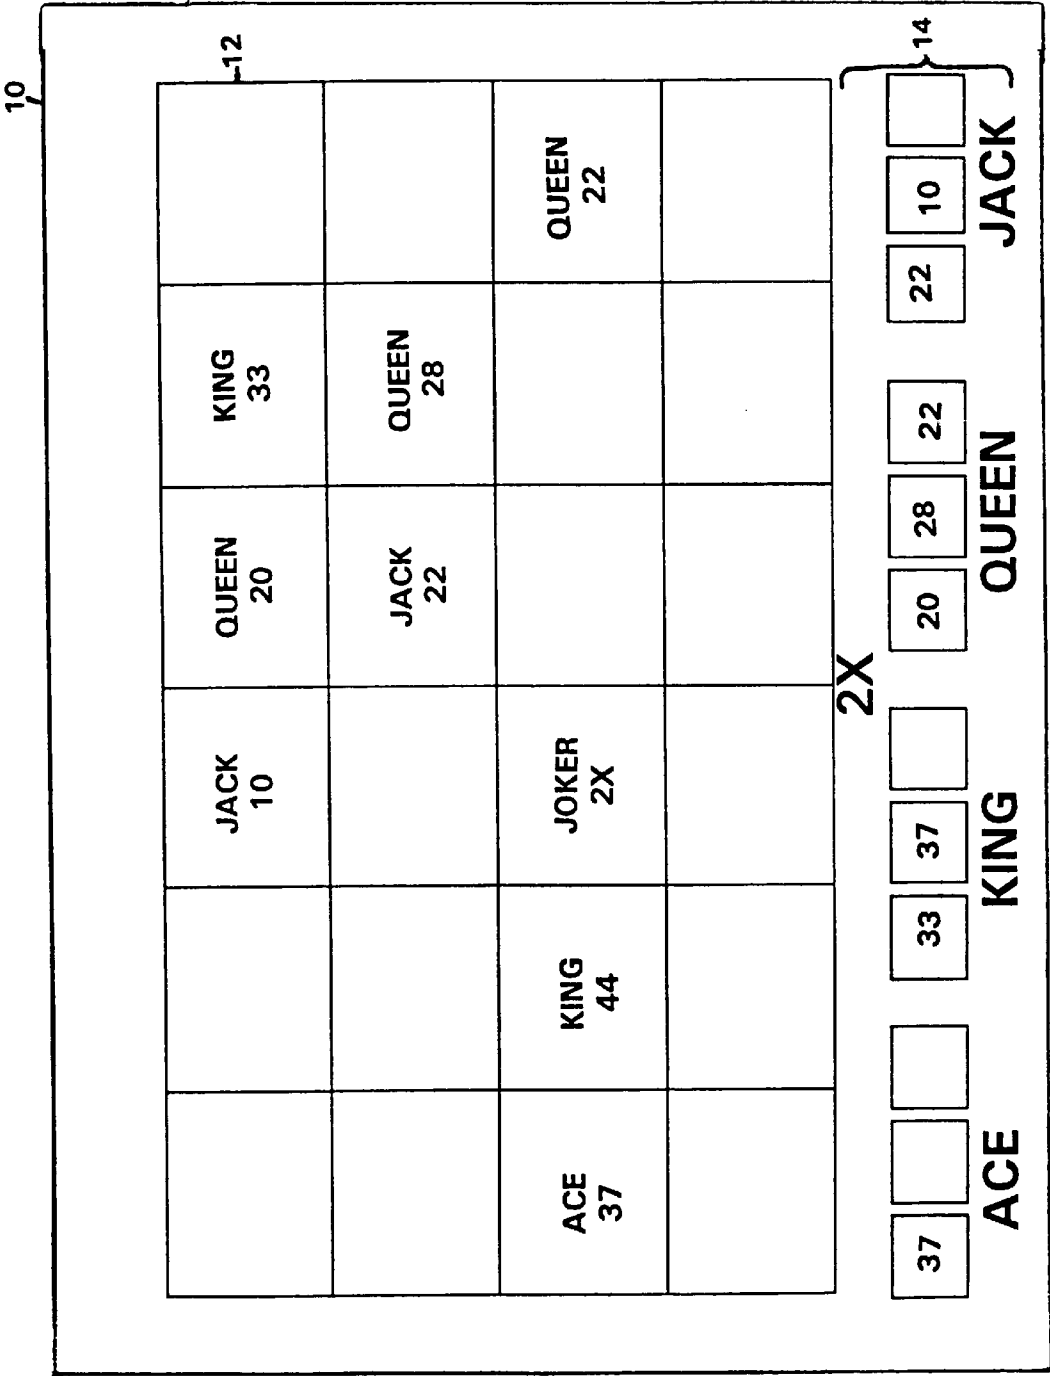 10
12
JACK
10
QUEEN
20
KING
33
JACK
22
QUEEN
28
ACE
37
KING
44
JOKER
2X
QUEEN
22
2X
14
37
33 37
20 28 22
22 10
ACE KING QUEEN JACK